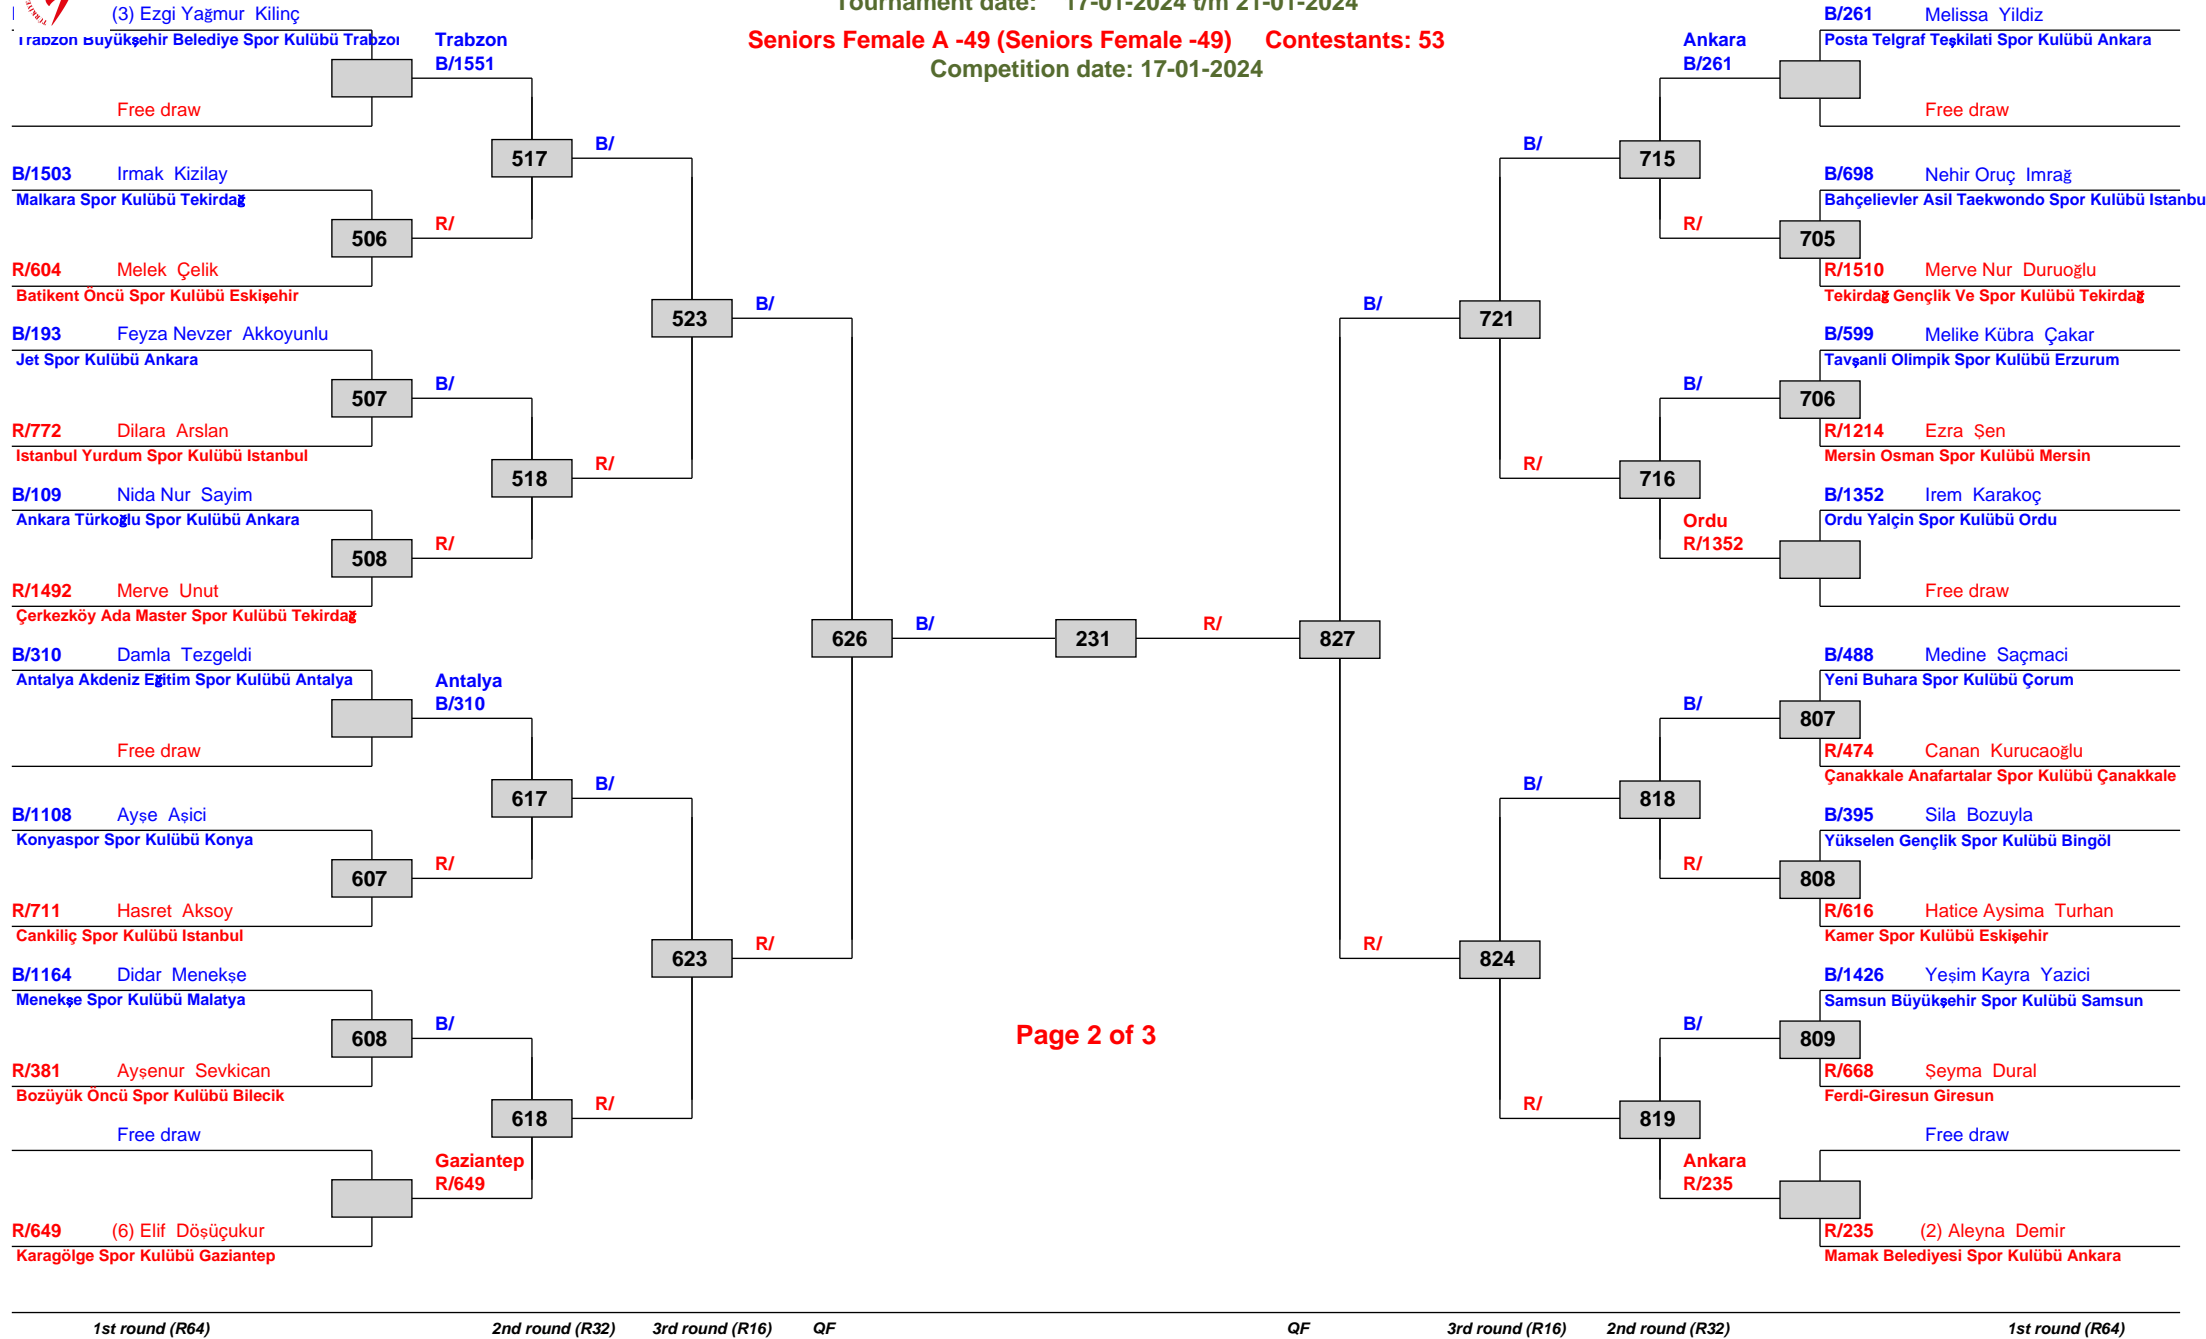 Tournament date: 17-01-2024 t/m 21-01-2024
Seniors Female A -49 (Seniors Female -49) Contestants: 53
Competition date: 17-01-2024
(3) Ezgi Yağmur Kilinç
Trabzon Büyükşehir Belediye Spor Kulübü Trabzon
Trabzon
B/1551
Free draw
517
B/
B/1503 Irmak Kizilay
Malkara Spor Kulübü Tekirdağ
506
R/
R/604 Melek Çelik
Batikent Öncü Spor Kulübü Eskişehir
523
B/
B/193 Feyza Nevzer Akkoyunlu
Jet Spor Kulübü Ankara
507
B/
R/772 Dilara Arslan
Istanbul Yurdum Spor Kulübü Istanbul
518
R/
B/109 Nida Nur Sayim
Ankara Türkoğlu Spor Kulübü Ankara
508
R/
R/1492 Merve Unut
Çerkezköy Ada Master Spor Kulübü Tekirdağ
626
B/
231
R/
827
B/310 Damla Tezgeldi
Antalya Akdeniz Eğitim Spor Kulübü Antalya
Antalya
B/310
Free draw
617
B/
B/1108 Ayşe Aşici
Konyaspor Spor Kulübü Konya
607
R/
R/711 Hasret Aksoy
Cankiliç Spor Kulübü Istanbul
623
R/
B/1164 Didar Menekşe
Menekşe Spor Kulübü Malatya
608
B/
R/381 Ayşenur Sevkican
Bozüyük Öncü Spor Kulübü Bilecik
618
R/
Free draw
Gaziantep
R/649
R/649 (6) Elif Döşüçukur
Karagölge Spor Kulübü Gaziantep
B/261 Melissa Yildiz
Posta Telgraf Teşkilati Spor Kulübü Ankara
Ankara
B/261
Free draw
B/
715
B/698 Nehir Oruç Imrağ
Bahçelievler Asil Taekwondo Spor Kulübü Istanbu
R/
705
R/1510 Merve Nur Duruoğlu
Tekirdağ Gençlik Ve Spor Kulübü Tekirdağ
B/
721
B/599 Melike Kübra Çakar
Tavşanli Olimpik Spor Kulübü Erzurum
B/
706
R/1214 Ezra Şen
Mersin Osman Spor Kulübü Mersin
R/
716
B/1352 Irem Karakoç
Ordu Yalçin Spor Kulübü Ordu
Ordu
R/1352
Free draw
B/488 Medine Saçmaci
Yeni Buhara Spor Kulübü Çorum
B/
807
R/474 Canan Kurucaoğlu
Çanakkale Anafartalar Spor Kulübü Çanakkale
B/
818
B/395 Sila Bozuyla
Yükselen Gençlik Spor Kulübü Bingöl
R/
808
R/616 Hatice Aysima Turhan
Kamer Spor Kulübü Eskişehir
R/
824
B/1426 Yeşim Kayra Yazici
Samsun Büyükşehir Spor Kulübü Samsun
B/
809
R/668 Şeyma Dural
Ferdi-Giresun Giresun
R/
819
Free draw
Ankara
R/235
R/235 (2) Aleyna Demir
Mamak Belediyesi Spor Kulübü Ankara
Page 2 of 3
1st round (R64) 2nd round (R32) 3rd round (R16) QF QF 3rd round (R16) 2nd round (R32) 1st round (R64)